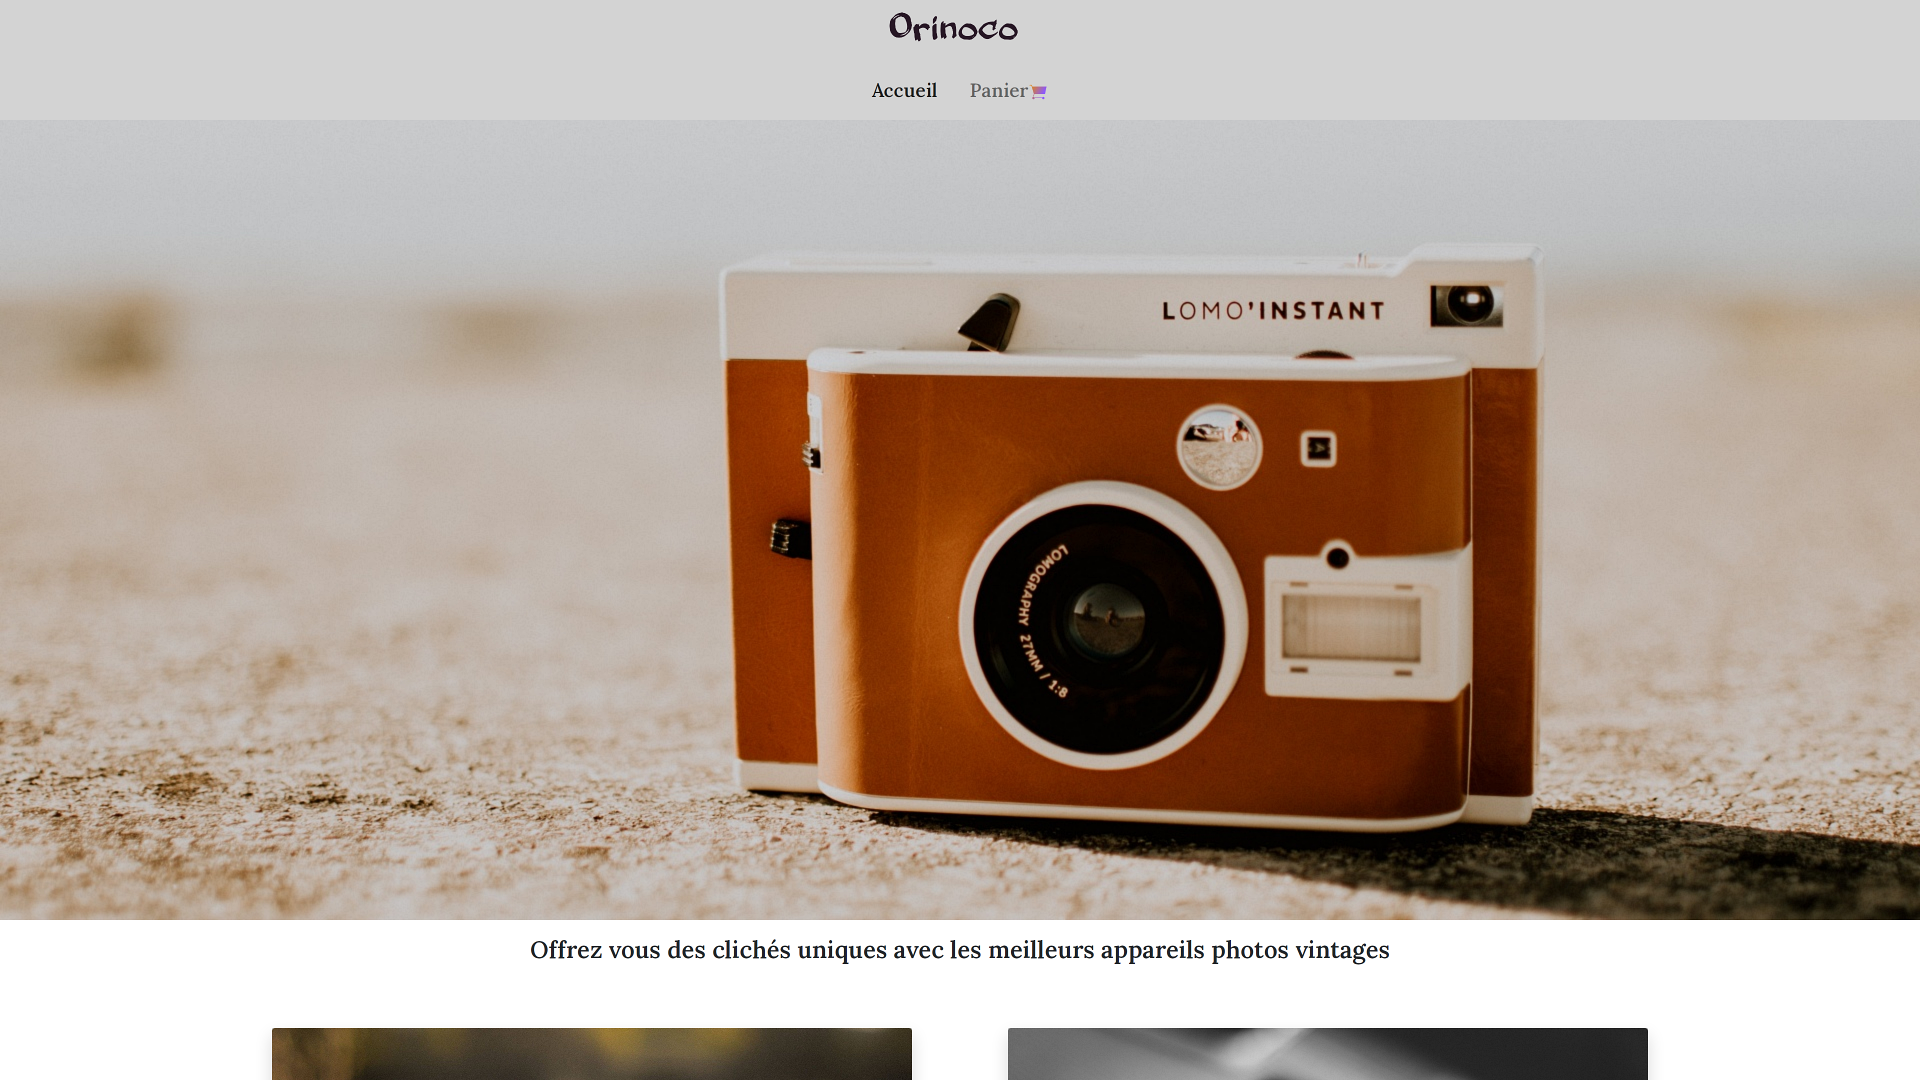 Orinoco
Accueil Panier
LOMO'INSTANT
LOMOGRAPHY 27MM / 1:8
Offrez vous des clichés uniques avec les meilleurs appareils photos vintages